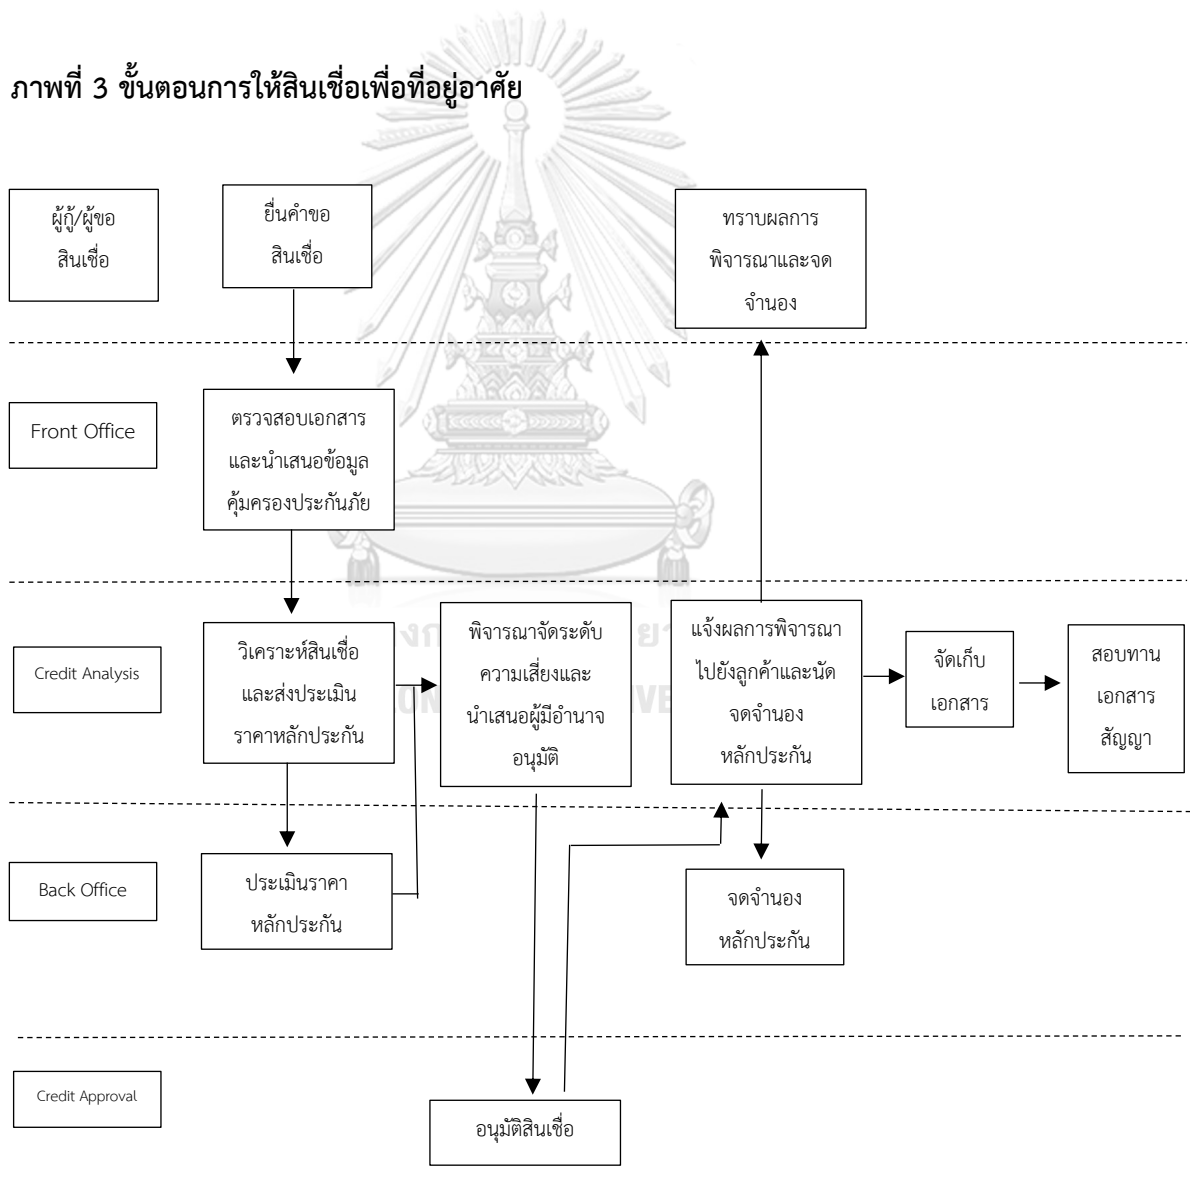 ภาพที่ 3 ขั้นตอนการให้สินเชื่อเพื่อที่อยู่อาศัย
ผู้กู้/ผู้ขอ
สินเชื่อ
ยื่นคำขอ
สินเชื่อ
ทราบผลการ
พิจารณาและจด
จำนอง
Front Office
ตรวจสอบเอกสาร
และนำเสนอข้อมูล
คุ้มครองประกันภัย
Credit Analysis
วิเคราะห์สินเชื่อ
และส่งประเมิน
ราคาหลักประกัน
พิจารณาจัดระดับ
ความเสี่ยงและ
นำเสนอผู้มีอำนาจ
อนุมัติ
แจ้งผลการพิจารณา
ไปยังลูกค้าและนัด
จดจำนอง
หลักประกัน
จัดเก็บ
เอกสาร
สอบทาน
เอกสาร
สัญญา
Back Office
ประเมินราคา
หลักประกัน
จดจำนอง
หลักประกัน
Credit Approval
อนุมัติสินเชื่อ